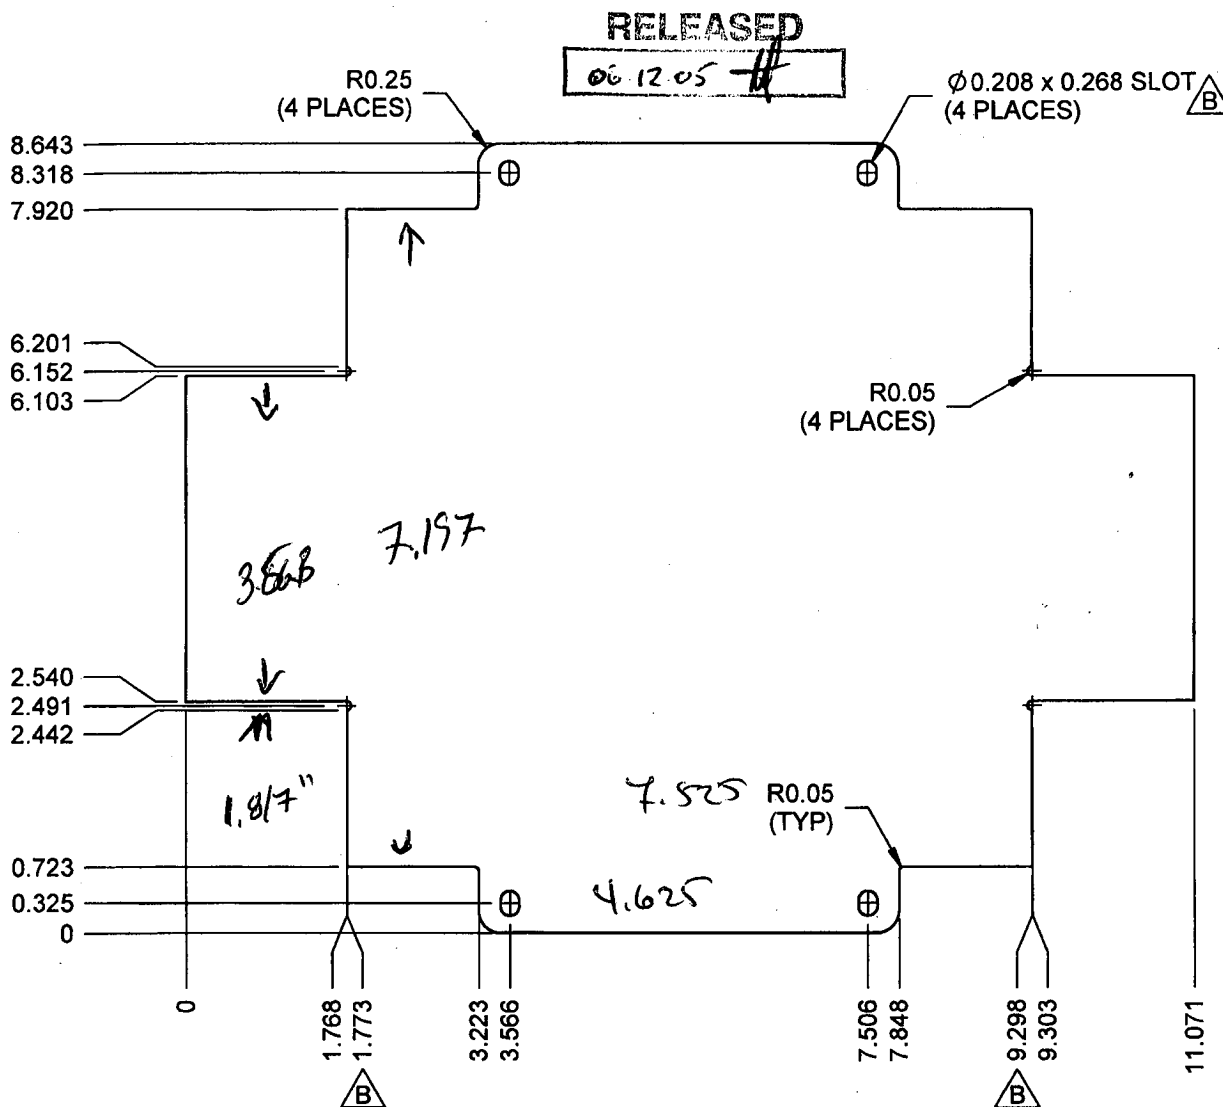 RELEASED
06.12.05
R0.25
(4 PLACES)
Ø 0.208 x 0.268 SLOT
(4 PLACES)
B
8.643
8.318
7.920
6.201
6.152
6.103
R0.05
(4 PLACES)
7.197
2.540
2.491
2.442
1.817"
7.525
R0.05
(TYP)
0.723
0.325
0
4.625
0
1.768
1.773
3.223
3.566
7.506
7.848
9.298
9.303
11.071
B
B